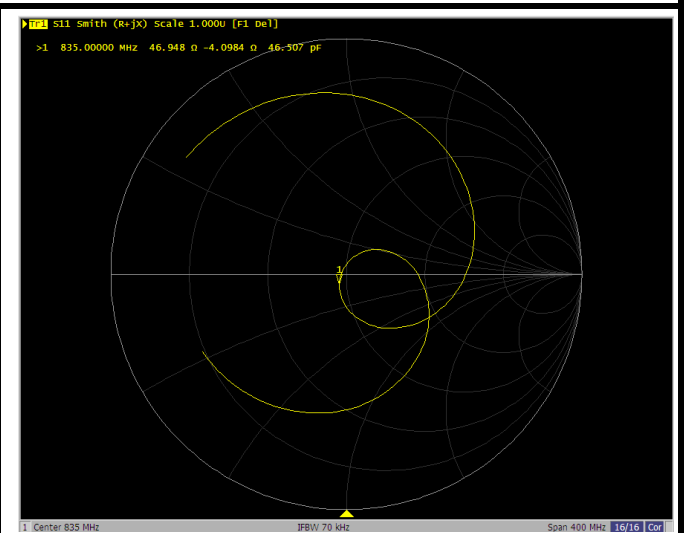 Tr1 S11 Smith (R+jX) Scale 1.000U [F1 Del]
>1 835.00000 MHz 46.948 Ω -4.0984 Ω 46.507 pF
1
1 Center 835 MHz IFBW 70 kHz Span 400 MHz 16/16 Cor